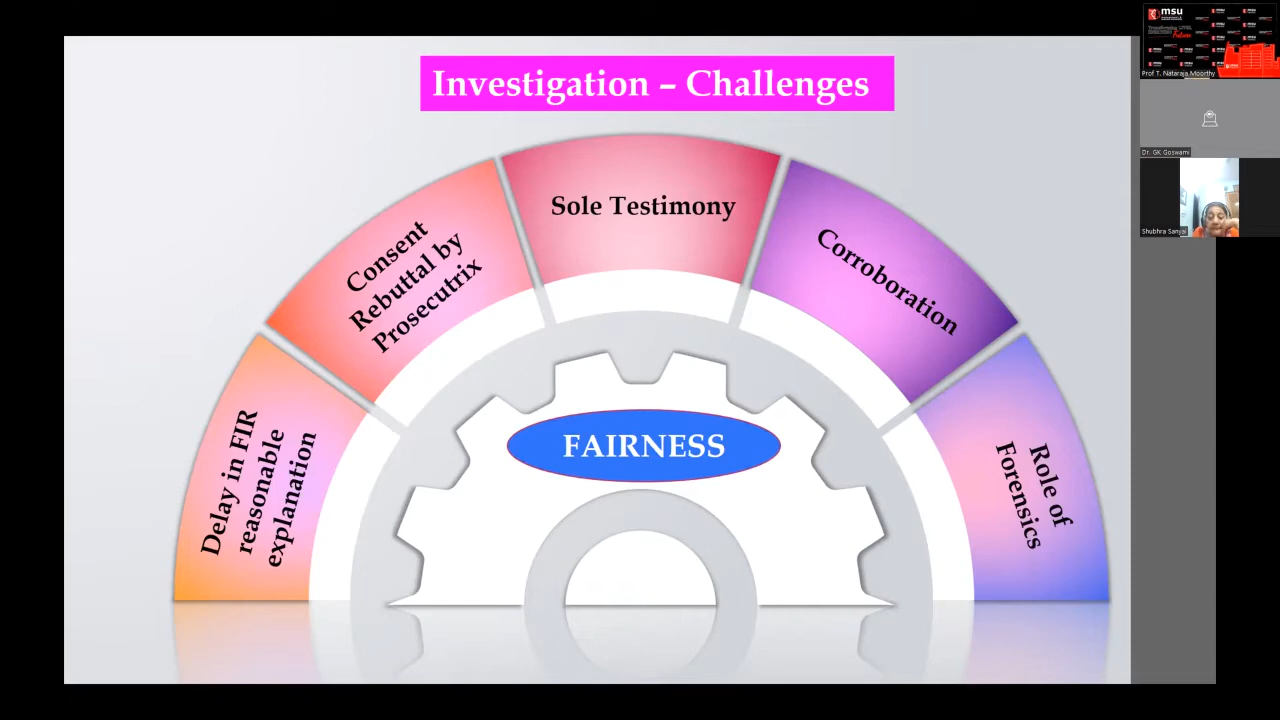 Investigation – Challenges
Delay in FIR
reasonable
explanation
Consent
Rebuttal by
Prosecutrix
Sole Testimony
Corroboration
Role of
Forensics
FAIRNESS
msu
Prof T. Nataraja Moorthy
Dr. GK Goswami
Shubhra Sanyal